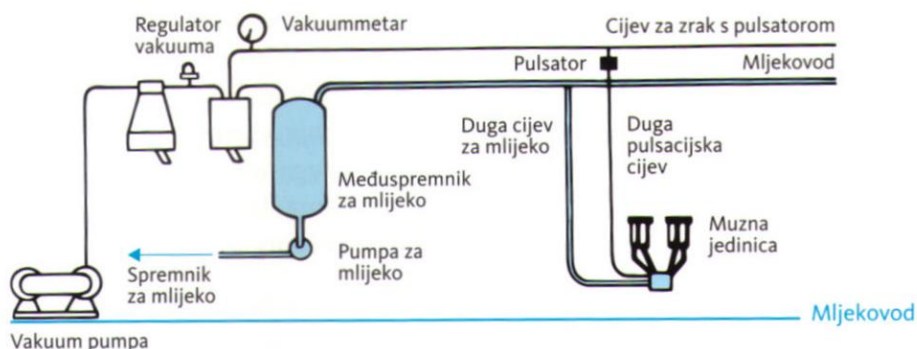 Regulator
vakuuma
Vakuummetar
Cijev za zrak s pulsatorom
Pulsator
Mljekovod
Duga cijev
za mlijeko
Duga
pulsacijska
cijev
Međuspremnik
za mlijeko
Muzna
jedinica
Pumpa za
mlijeko
Spremnik
za mlijeko
Mljekovod
Vakuum pumpa